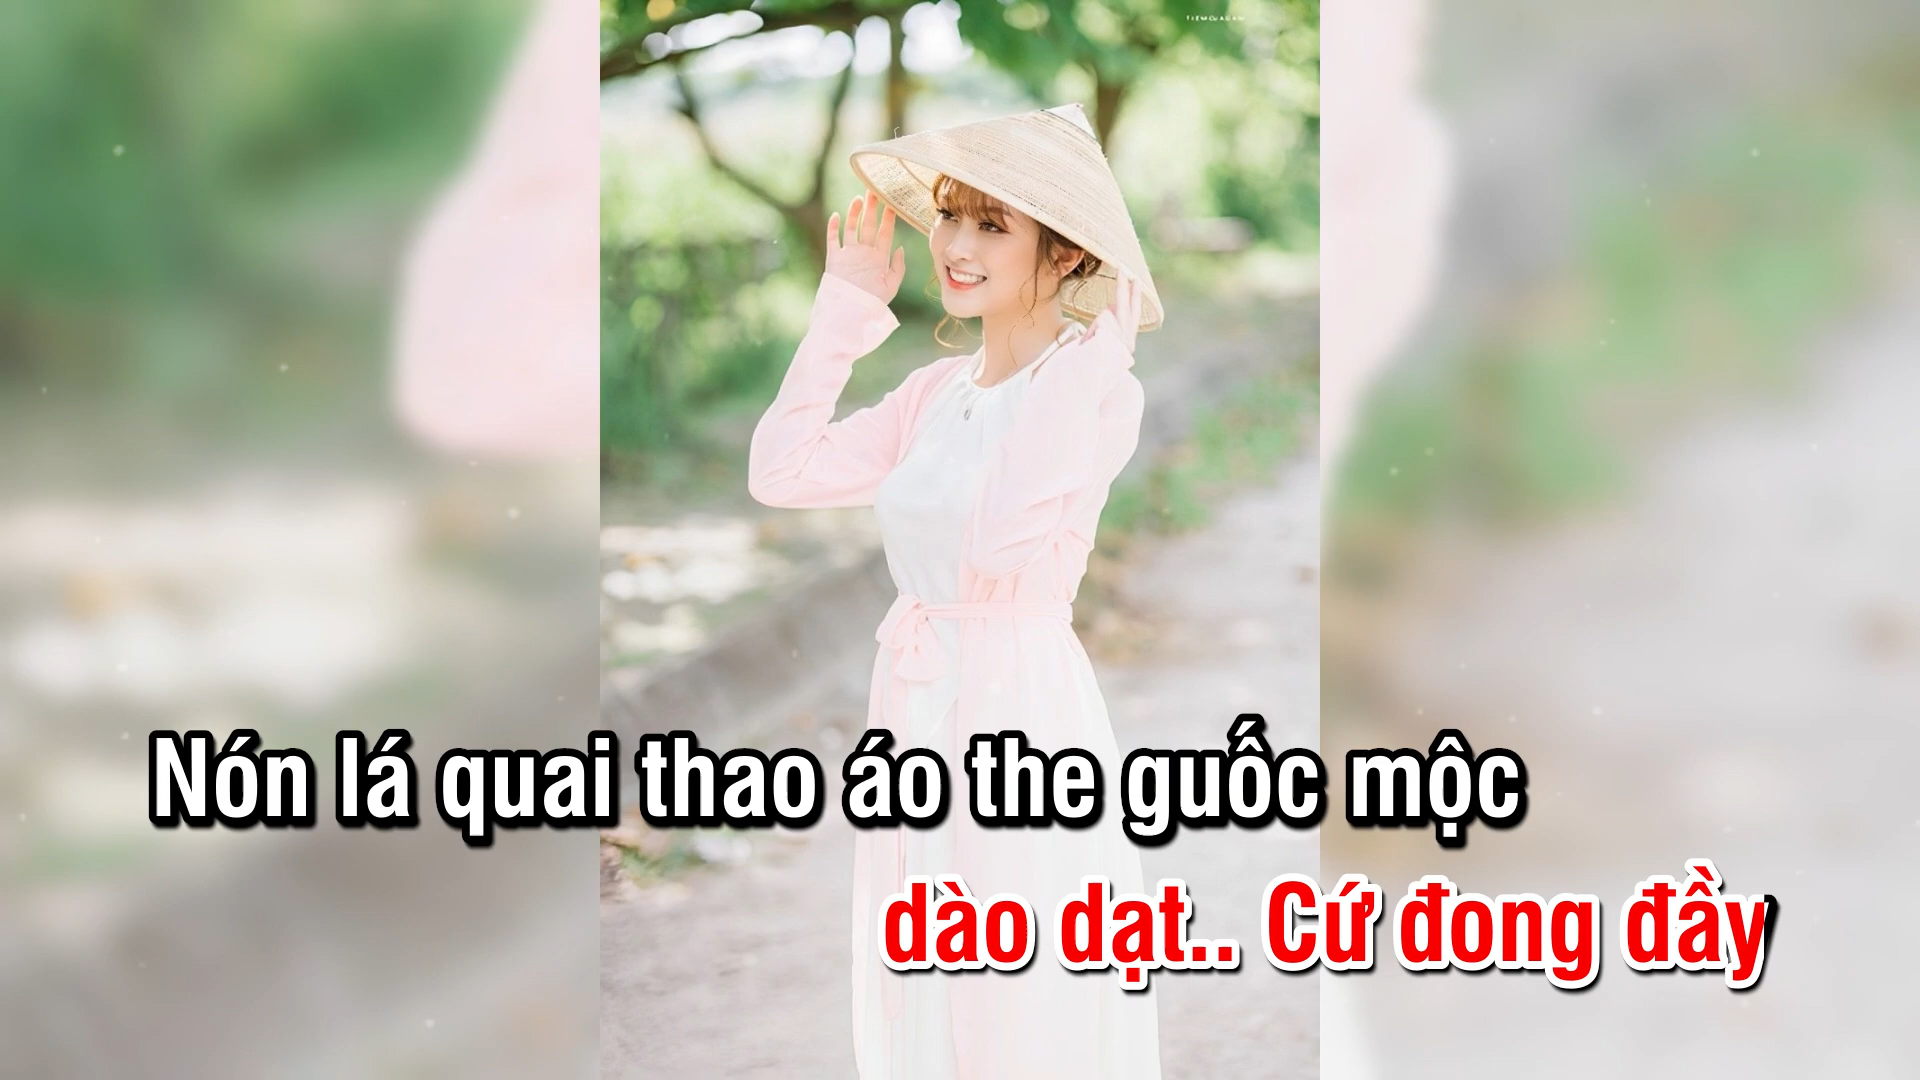 Nón lá quai thao áo the guốc mộc
dào dạt.. Cứ đong đầy